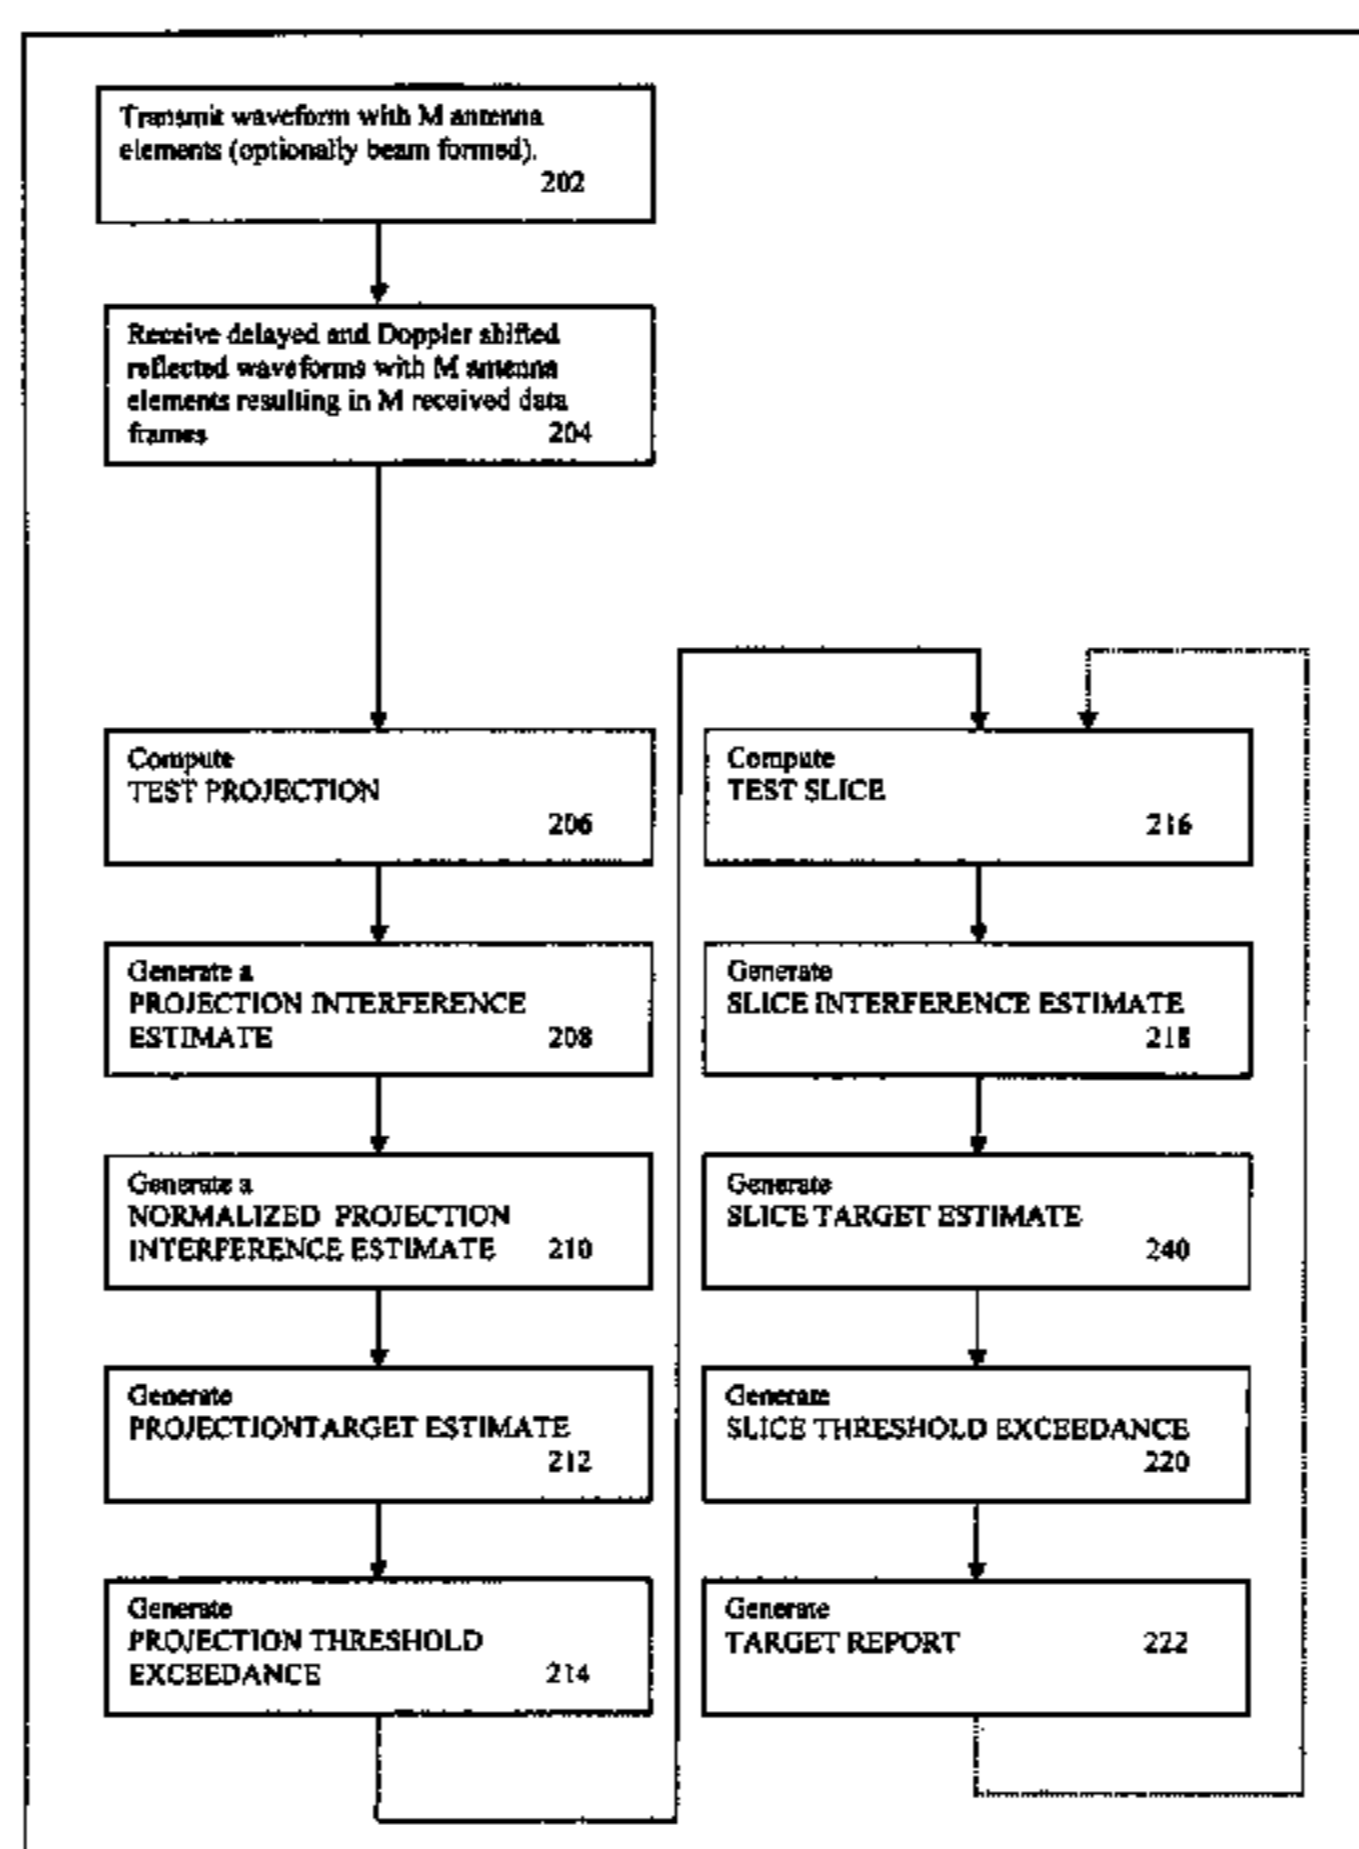 Transmit waveform with M antenna
elements (optionally beam formed).
202
Receive delayed and Doppler shifted
reflected waveforms with M antenna
elements resulting in M received data
frames 204
Compute
TEST PROJECTION
206
Generate a
PROJECTION INTERFERENCE
ESTIMATE 208
Generate a
NORMALIZED PROJECTION
INTERFERENCE ESTIMATE 210
Generate
PROJECTIONTARGET ESTIMATE
212
Generate
PROJECTION THRESHOLD
EXCEEDANCE 214
Compute
TEST SLICE
216
Generate
SLICE INTERFERENCE ESTIMATE
218
Generate
SLICE TARGET ESTIMATE
240
Generate
SLICE THRESHOLD EXCEEDANCE
220
Generate
TARGET REPORT 222